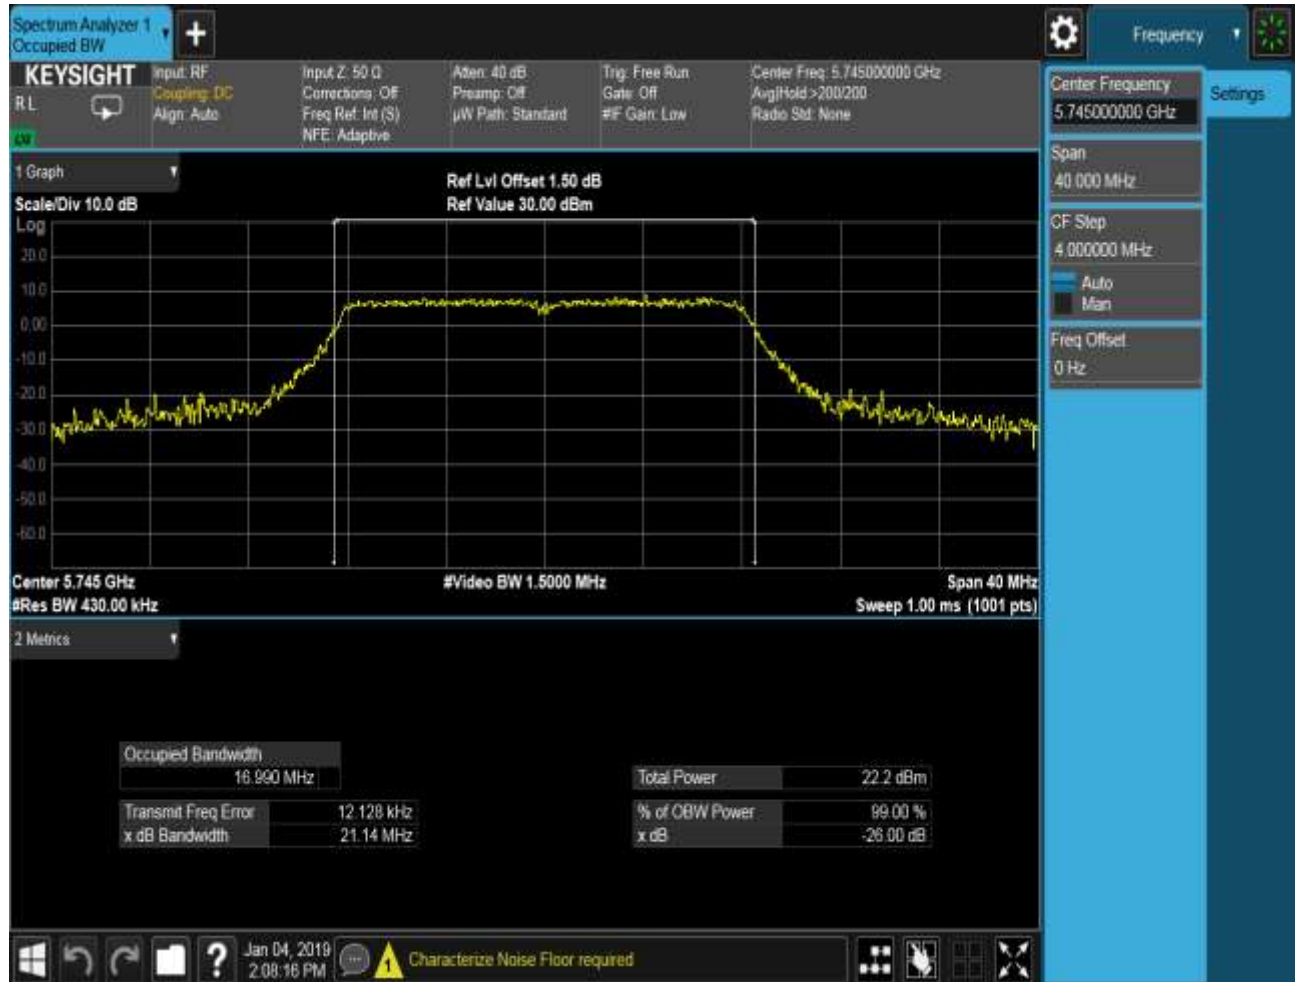 Spectrum Analyzer 1
Occupied BW
Frequency
KEYSIGHT
R L
Input: RF
Coupling: DC
Align: Auto
Input Z: 50 Ω
Corrections: Off
Freq Ref: Int (S)
NFE: Adaptive
Atten: 40 dB
Preamp: Off
µW Path: Standard
Trig: Free Run
Gate: Off
#IF Gain: Low
Center Freq: 5.745000000 GHz
Avg|Hold:>200/200
Radio Std: None
Center Frequency
5.745000000 GHz
Settings
Span
40.000 MHz
CF Step
4.000000 MHz
Auto
Man
Freq Offset
0 Hz
1 Graph
Scale/Div 10.0 dB
Ref Lvl Offset 1.50 dB
Ref Value 30.00 dBm
Log
20.0
10.0
0.00
-10.0
-20.0
-30.0
-40.0
-50.0
-60.0
Center 5.745 GHz
#Video BW 1.5000 MHz
Span 40 MHz
#Res BW 430.00 kHz
Sweep 1.00 ms (1001 pts)
2 Metrics
Occupied Bandwidth
16.990 MHz
Total Power 22.2 dBm
Transmit Freq Error 12.128 kHz
% of OBW Power 99.00 %
x dB Bandwidth 21.14 MHz
x dB -26.00 dB
?
Jan 04, 2019
2:08:16 PM
1
Characterize Noise Floor required